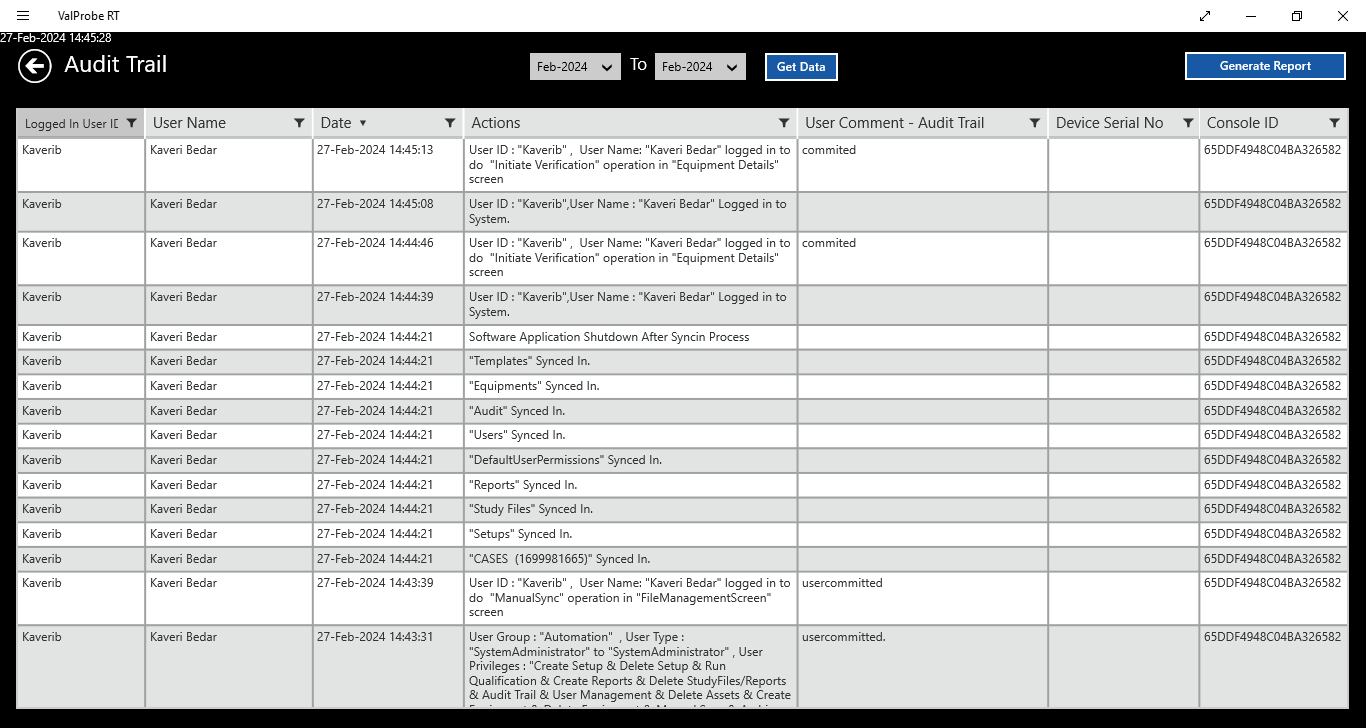 ValProbe RT
27-Feb-2024 14:45:28
Audit Trail
Feb-2024 To Feb-2024 Get Data Generate Report
Logged In User ID User Name Date Actions User Comment - Audit Trail Device Serial No Console ID
Kaverib Kaveri Bedar 27-Feb-2024 14:45:13 User ID : "Kaverib" , User Name: "Kaveri Bedar" logged in to commited 65DDF4948C04BA326582
do "Initiate Verification" operation in "Equipment Details"
screen
Kaverib Kaveri Bedar 27-Feb-2024 14:45:08 User ID : "Kaverib",User Name : "Kaveri Bedar" Logged in to 65DDF4948C04BA326582
System.
Kaverib Kaveri Bedar 27-Feb-2024 14:44:46 User ID : "Kaverib" , User Name: "Kaveri Bedar" logged in to commited 65DDF4948C04BA326582
do "Initiate Verification" operation in "Equipment Details"
screen
Kaverib Kaveri Bedar 27-Feb-2024 14:44:39 User ID : "Kaverib",User Name : "Kaveri Bedar" Logged in to 65DDF4948C04BA326582
System.
Kaverib Kaveri Bedar 27-Feb-2024 14:44:21 Software Application Shutdown After Syncin Process 65DDF4948C04BA326582
Kaverib Kaveri Bedar 27-Feb-2024 14:44:21 "Templates" Synced In. 65DDF4948C04BA326582
Kaverib Kaveri Bedar 27-Feb-2024 14:44:21 "Equipments" Synced In. 65DDF4948C04BA326582
Kaverib Kaveri Bedar 27-Feb-2024 14:44:21 "Audit" Synced In. 65DDF4948C04BA326582
Kaverib Kaveri Bedar 27-Feb-2024 14:44:21 "Users" Synced In. 65DDF4948C04BA326582
Kaverib Kaveri Bedar 27-Feb-2024 14:44:21 "DefaultUserPermissions" Synced In. 65DDF4948C04BA326582
Kaverib Kaveri Bedar 27-Feb-2024 14:44:21 "Reports" Synced In. 65DDF4948C04BA326582
Kaverib Kaveri Bedar 27-Feb-2024 14:44:21 "Study Files" Synced In. 65DDF4948C04BA326582
Kaverib Kaveri Bedar 27-Feb-2024 14:44:21 "Setups" Synced In. 65DDF4948C04BA326582
Kaverib Kaveri Bedar 27-Feb-2024 14:44:21 "CASES (1699981665)" Synced In. 65DDF4948C04BA326582
Kaverib Kaveri Bedar 27-Feb-2024 14:43:39 User ID : "Kaverib" , User Name: "Kaveri Bedar" logged in to usercommitted 65DDF4948C04BA326582
do "ManualSync" operation in "FileManagementScreen"
screen
Kaverib Kaveri Bedar 27-Feb-2024 14:43:31 User Group : "Automation" , User Type : usercommitted. 65DDF4948C04BA326582
"SystemAdministrator" to "SystemAdministrator" , User
Privileges : "Create Setup & Delete Setup & Run
Qualification & Create Reports & Delete StudyFiles/Reports
& Audit Trail & User Management & Delete Assets & Create